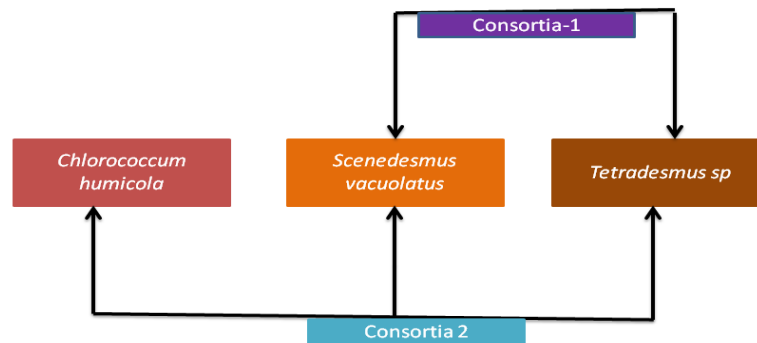 Consortia-1
Chlorococcum
humicola
Scenedesmus
vacuolatus
Tetradesmus sp
Consortia 2